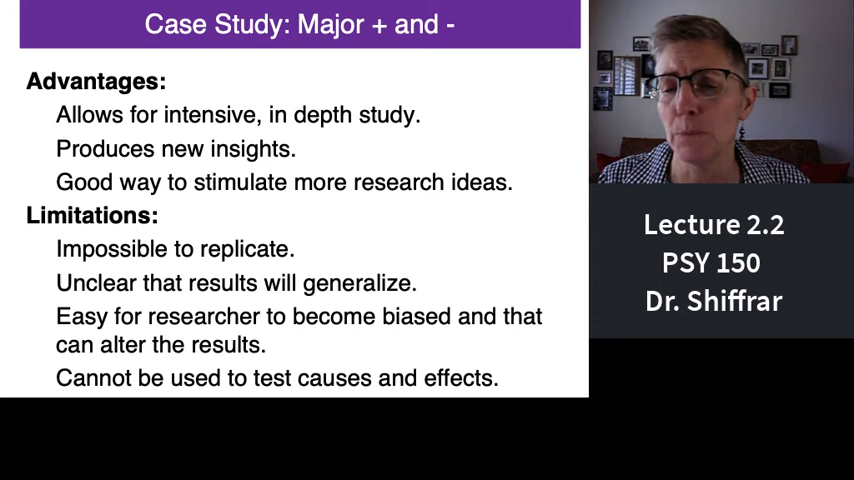 Case Study: Major + and -
Advantages:
Allows for intensive, in depth study.
Produces new insights.
Good way to stimulate more research ideas.
Limitations:
Impossible to replicate.
Unclear that results will generalize.
Easy for researcher to become biased and that
can alter the results.
Cannot be used to test causes and effects.
Lecture 2.2
PSY 150
Dr. Shiffrar